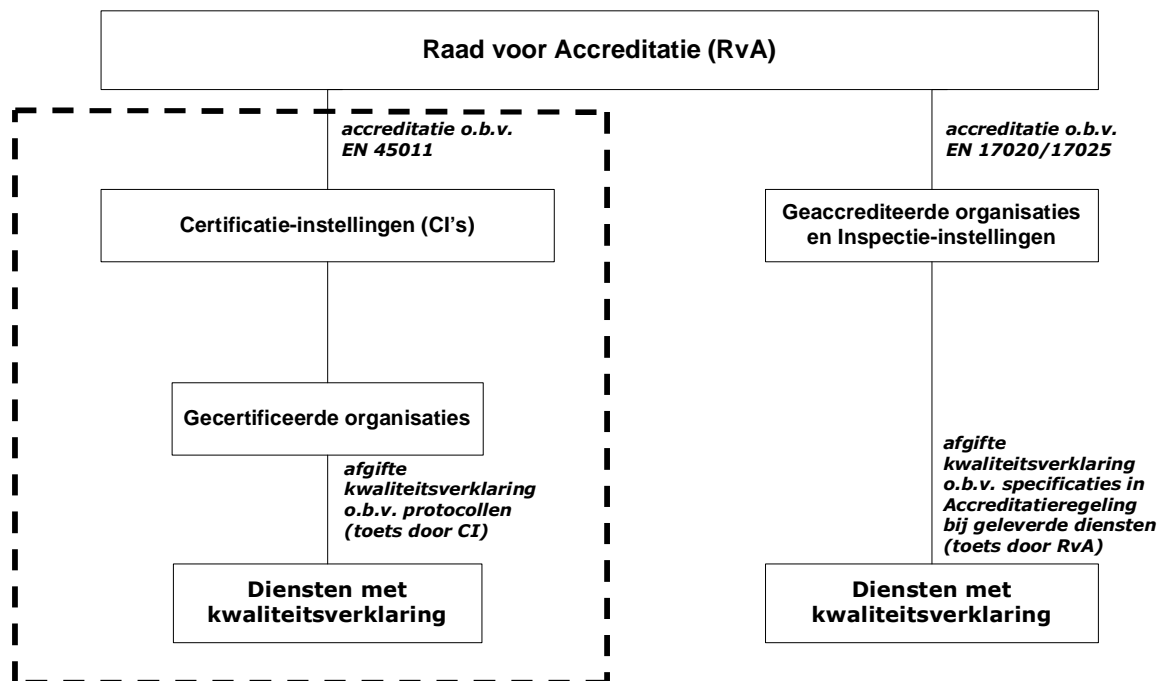 Raad voor Accreditatie (RvA)
accreditatie o.b.v.
EN 45011
accreditatie o.b.v.
EN 17020/17025
Certificatie-instellingen (CI's)
Geaccrediteerde organisaties
en Inspectie-instellingen
Gecertificeerde organisaties
afgifte
kwaliteitsverklaring
o.b.v. protocollen
(toets door CI)
afgifte
kwaliteitsverklaring
o.b.v. specificaties in
Accreditatieregeling
bij geleverde diensten
(toets door RvA)
Diensten met
kwaliteitsverklaring
Diensten met
kwaliteitsverklaring